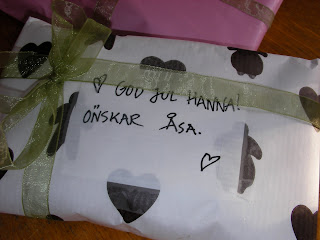 ♡ GOD JUL HANNA!
ÖNSKAR ÅSA.
♡